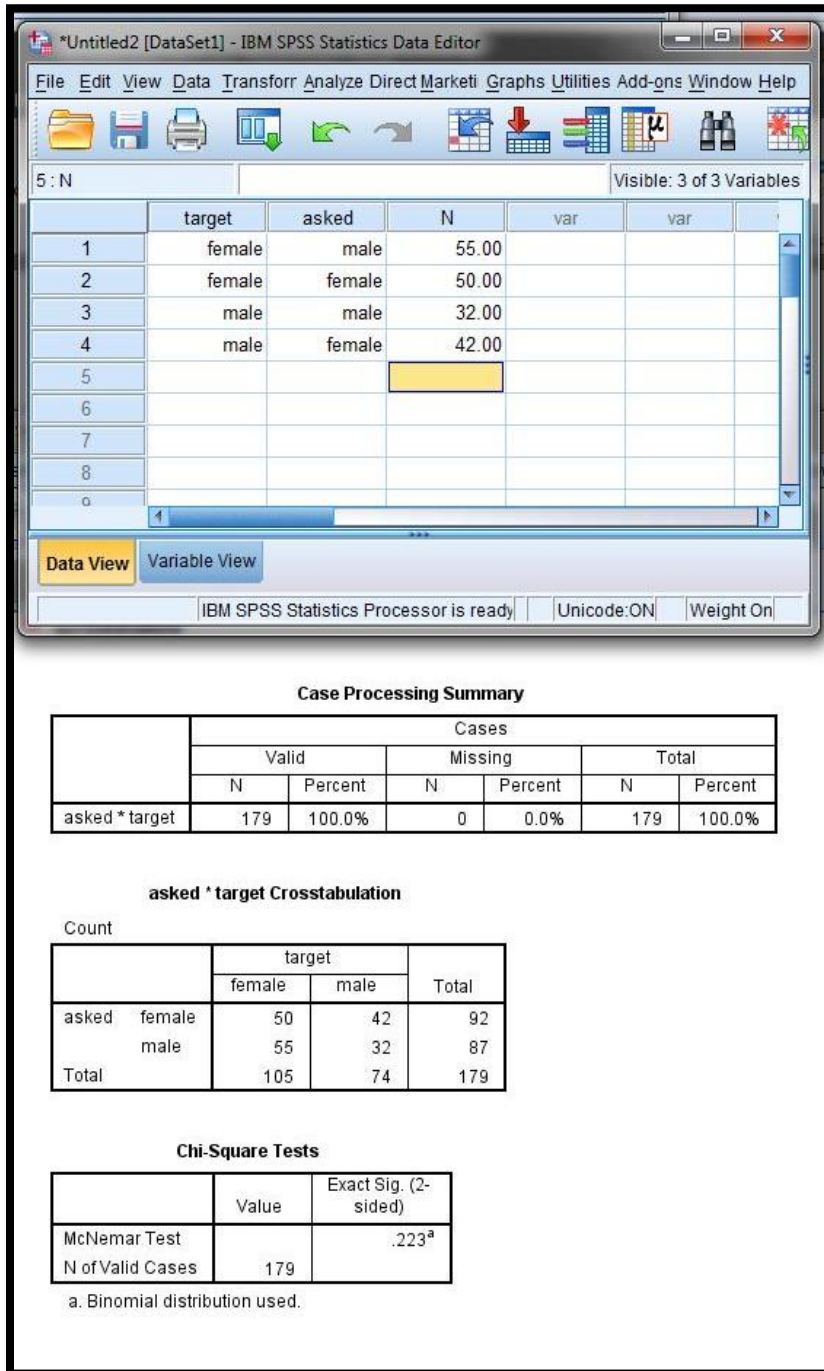 *Untitled2 [DataSet1] - IBM SPSS Statistics Data Editor
File Edit View Data Transforr Analyze Direct Marketi Graphs Utilities Add-ons Window Help
5 : N Visible: 3 of 3 Variables
target asked N var var
1 female male 55.00
2 female female 50.00
3 male male 32.00
4 male female 42.00
5
6
7
8
9
Data View Variable View
IBM SPSS Statistics Processor is ready Unicode:ON Weight On
Case Processing Summary
Cases
Valid Missing Total
N Percent N Percent N Percent
asked * target 179 100.0% 0 0.0% 179 100.0%
asked * target Crosstabulation
Count
target
female male Total
asked female 50 42 92
male 55 32 87
Total 105 74 179
Chi-Square Tests
Value Exact Sig. (2-
sided)
McNemar Test .223a
N of Valid Cases 179
a. Binomial distribution used.